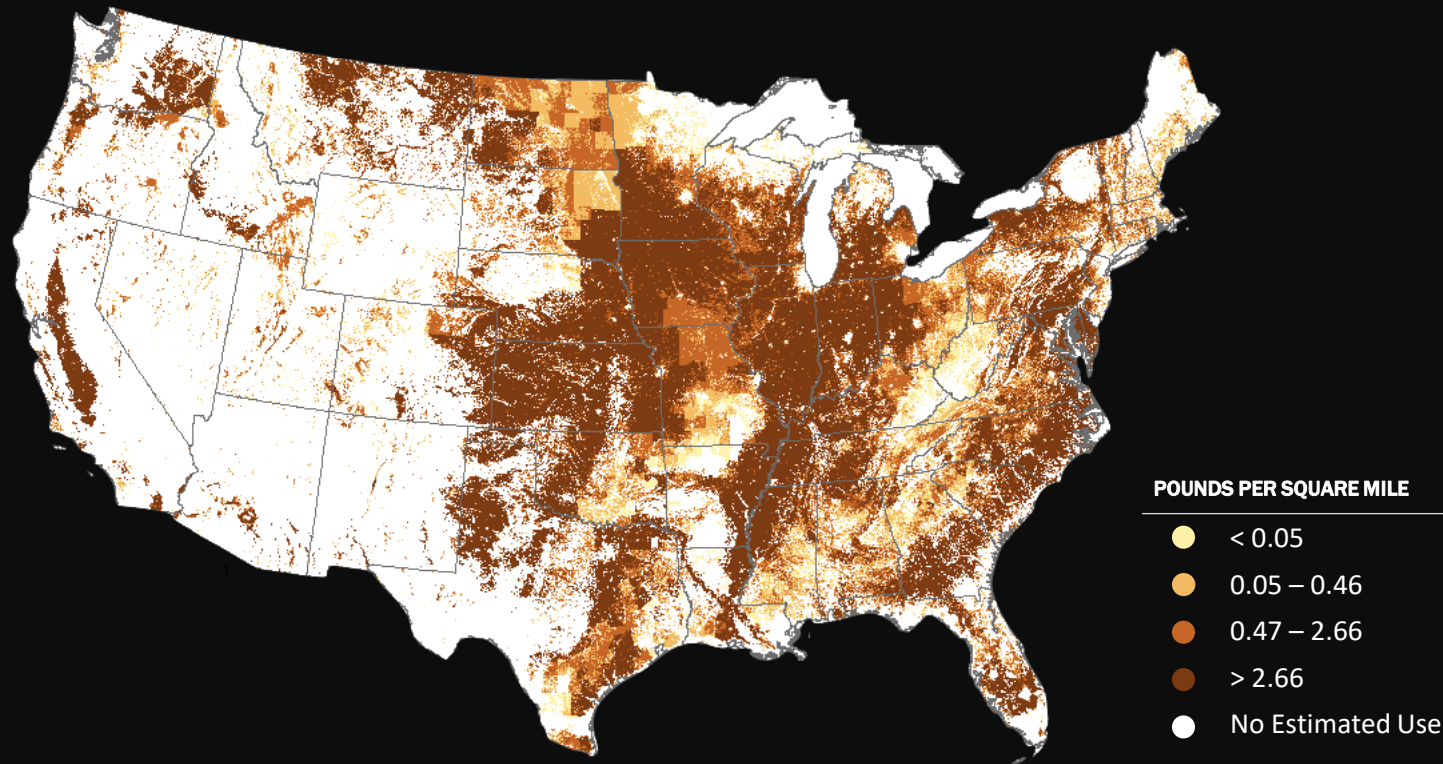 POUNDS PER SQUARE MILE
< 0.05
0.05 – 0.46
0.47 – 2.66
> 2.66
No Estimated Use